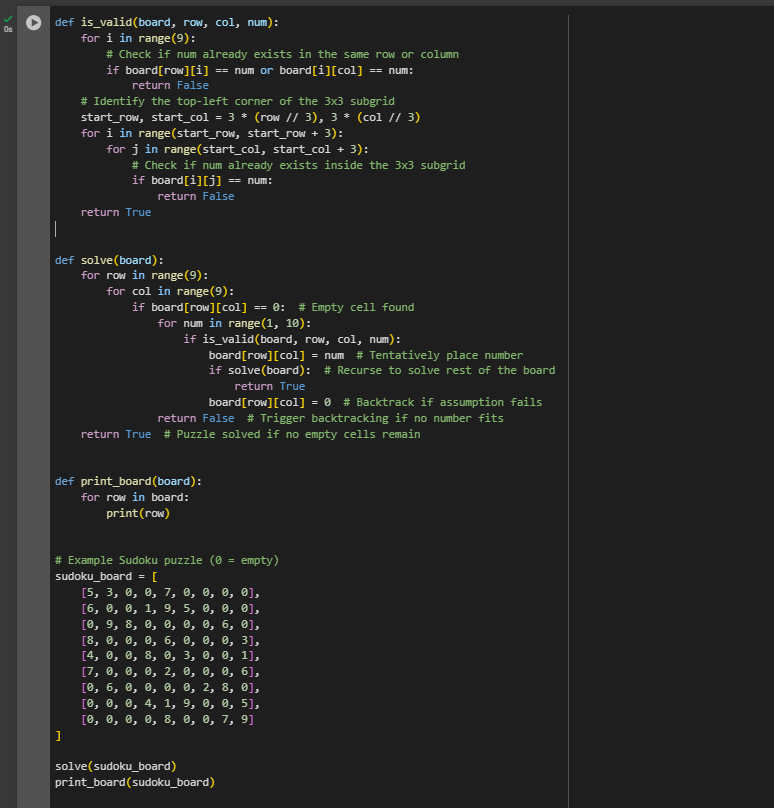 0s
def is_valid(board, row, col, num):
    for i in range(9):
        # Check if num already exists in the same row or column
        if board[row][i] == num or board[i][col] == num:
            return False
    # Identify the top-left corner of the 3x3 subgrid
    start_row, start_col = 3 * (row // 3), 3 * (col // 3)
    for i in range(start_row, start_row + 3):
        for j in range(start_col, start_col + 3):
            # Check if num already exists inside the 3x3 subgrid
            if board[i][j] == num:
                return False
    return True
def solve(board):
    for row in range(9):
        for col in range(9):
            if board[row][col] == 0:  # Empty cell found
                for num in range(1, 10):
                    if is_valid(board, row, col, num):
                        board[row][col] = num  # Tentatively place number
                        if solve(board):  # Recurse to solve rest of the board
                            return True
                        board[row][col] = 0  # Backtrack if assumption fails
                return False  # Trigger backtracking if no number fits
    return True  # Puzzle solved if no empty cells remain
def print_board(board):
    for row in board:
        print(row)
# Example Sudoku puzzle (0 = empty)
sudoku_board = [
    [5, 3, 0, 0, 7, 0, 0, 0, 0],
    [6, 0, 0, 1, 9, 5, 0, 0, 0],
    [0, 9, 8, 0, 0, 0, 0, 6, 0],
    [8, 0, 0, 0, 6, 0, 0, 0, 3],
    [4, 0, 0, 8, 0, 3, 0, 0, 1],
    [7, 0, 0, 0, 2, 0, 0, 0, 6],
    [0, 6, 0, 0, 0, 0, 2, 8, 0],
    [0, 0, 0, 4, 1, 9, 0, 0, 5],
    [0, 0, 0, 0, 8, 0, 0, 7, 9]
]
solve(sudoku_board)
print_board(sudoku_board)